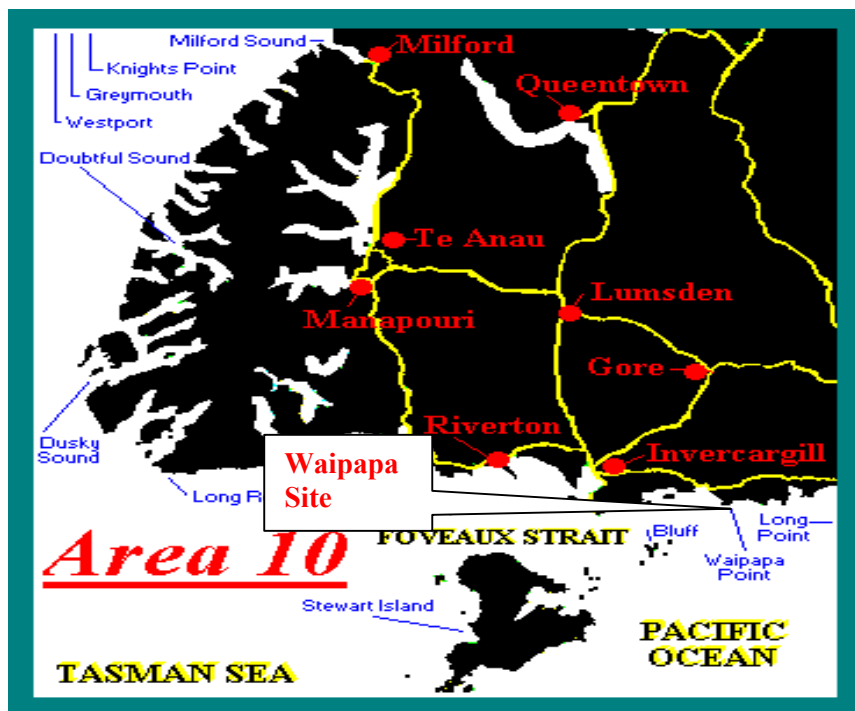 Milford Sound
Milford
Knights Point
Queentown
Greymouth
Westport
Doubtful Sound
Te Anau
Lumsden
Manapouri
Gore
Riverton
Dusky
Sound
Waipapa
Site
Invercargill
Long R
Area 10
FOVEAUX STRAIT
Bluff
Long
Point
Waipapa
Point
Stewart Island
PACIFIC
OCEAN
TASMAN SEA